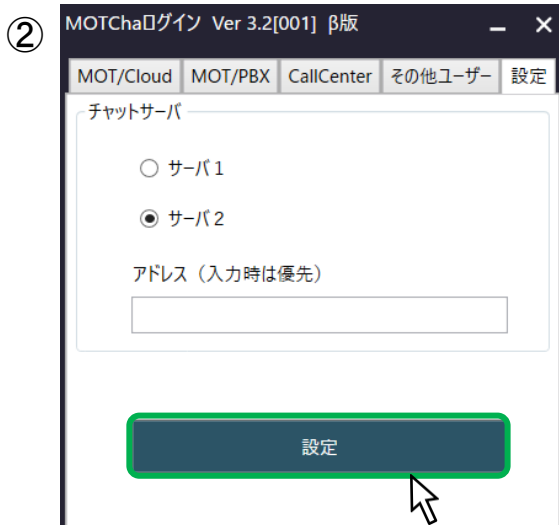 ②
MOTChaログイン Ver 3.2[001] β版
MOT/Cloud MOT/PBX CallCenter その他ユーザー 設定
チャットサーバ
サーバ１
サーバ２
アドレス（入力時は優先）
設定